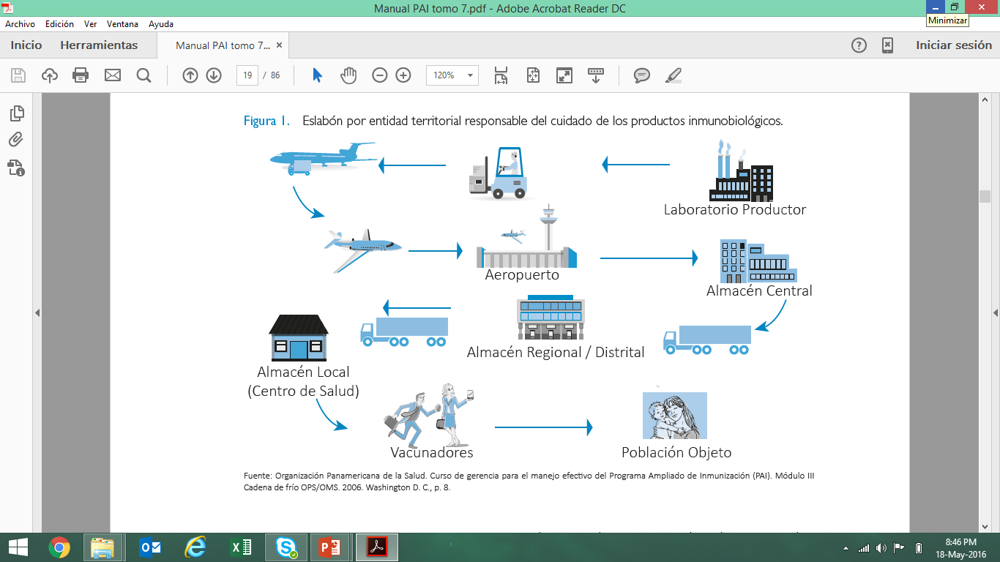 Manual PAI tomo 7.pdf - Adobe Acrobat Reader DC
Minimizar
Archivo Edición Ver Ventana Ayuda
Inicio Herramientas Manual PAI tomo 7... × Iniciar sesión
19 / 86 120%
Figura 1. Eslabón por entidad territorial responsable del cuidado de los productos inmunobiológicos.
Laboratorio Productor
Aeropuerto
Almacén Central
Almacén Regional / Distrital
Almacén Local
(Centro de Salud)
Vacunadores
Población Objeto
Fuente: Organización Panamericana de la Salud. Curso de gerencia para el manejo efectivo del Programa Ampliado de Inmunización (PAI). Módulo III
Cadena de frío OPS/OMS. 2006. Washington D. C., p. 8.
8:46 PM
18-May-2016